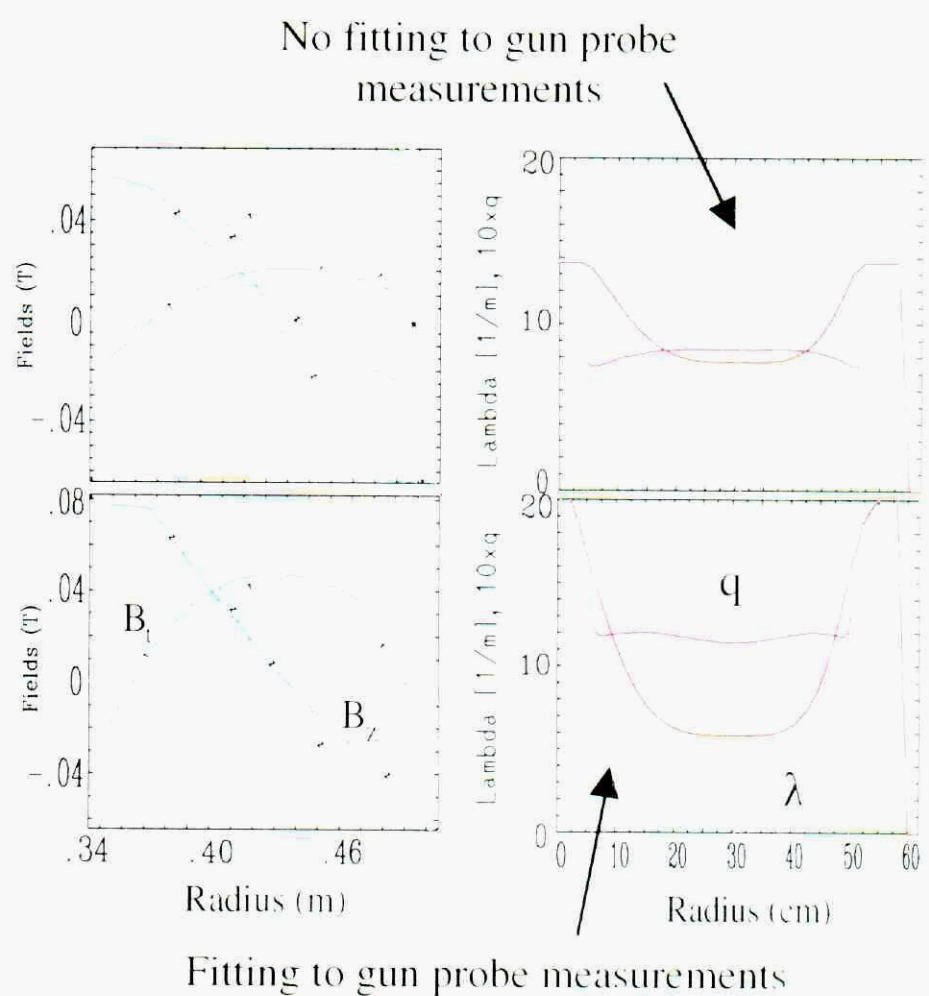 No fitting to gun probe
measurements
Fields (T)
.04
0
-.04
Lambda [1/m], 10×q
20
10
0
Fields (T)
.08
.04
0
-.04
B_t
B_z
.34
.40
.46
Radius (m)
Lambda [1/m], 10×q
20
10
0
q
λ
0 10 20 30 40 50 60
Radius (cm)
Fitting to gun probe measurements